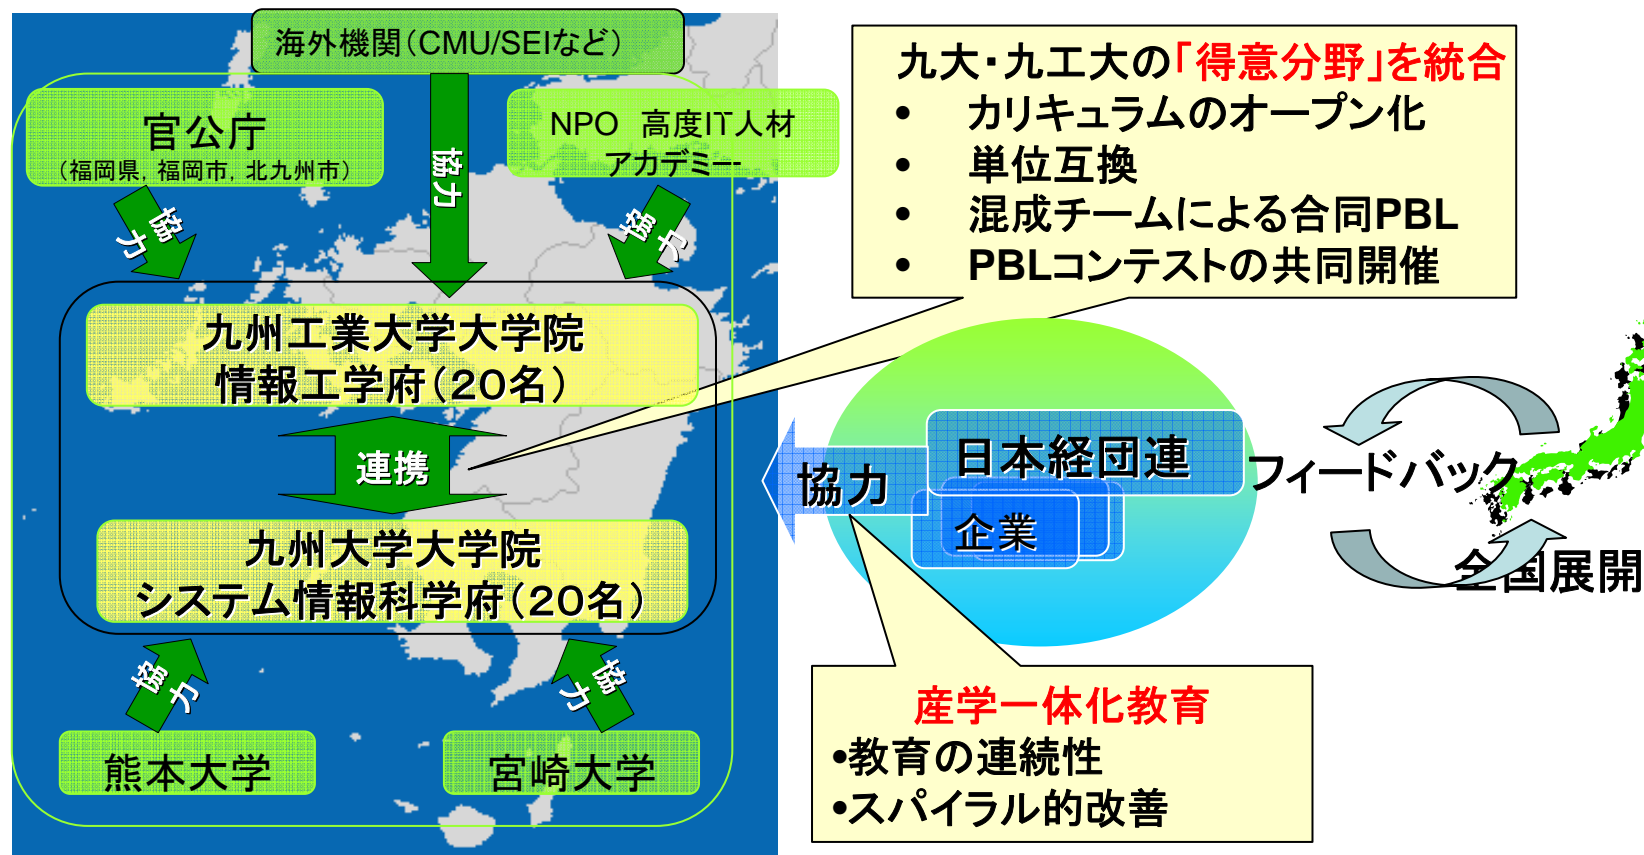 海外機関(CMU/SEIなど)
官公庁
(福岡県, 福岡市, 北九州市)
NPO 高度IT人材
アカデミー
協力
協力
協力
九州工業大学大学院
情報工学府(20名)
連携
九州大学大学院
システム情報科学府(20名)
協力
協力
熊本大学
宮崎大学
九大・九工大の「得意分野」を統合
• カリキュラムのオープン化
• 単位互換
• 混成チームによる合同PBL
• PBLコンテストの共同開催
協力
日本経団連
企業
フィードバック
全国展開
産学一体化教育
•教育の連続性
•スパイラル的改善